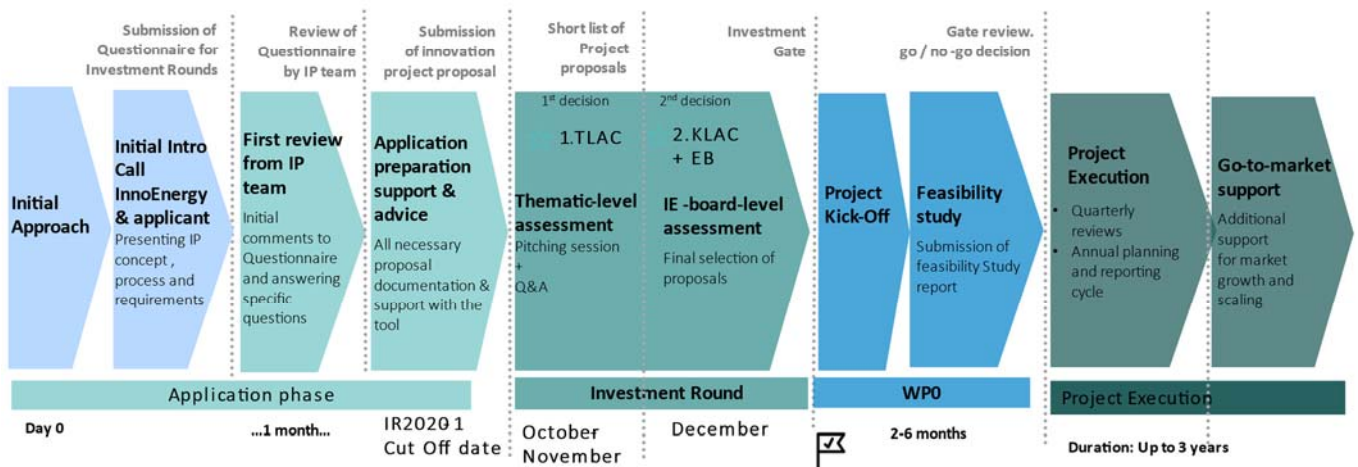 Submission of
Questionnaire for
Investment Rounds
Review of
Questionnaire
by IP team
Submission
of innovation
project proposal
Short list of
Project
proposals
Investment
Gate
Gate review.
go / no -go decision
Initial
Approach
Initial Intro
Call
InnoEnergy
& applicant
Presenting IP
concept ,
process and
requirements
First review
from IP
team
Initial
comments to
Questionnaire
and answering
specific
questions
Application
preparation
support &
advice
All necessary
proposal
documentation &
support with the
tool
1st decision
1.TLAC
Thematic-level
assessment
Pitching session
+
Q&A
2nd decision
2.KLAC
+ EB
IE -board-level
assessment
Final selection of
proposals
Project
Kick-Off
Feasibility
study
Submission of
feasibility Study
report
Project
Execution
• Quarterly
reviews
• Annual planning
and reporting
cycle
Go-to-market
support
Additional
support
for market
growth and
scaling
Application phase
Investment Round
WP0
Project Execution
Day 0
...1 month...
IR2020-1
Cut Off date
October-
November
December
2-6 months
Duration: Up to 3 years